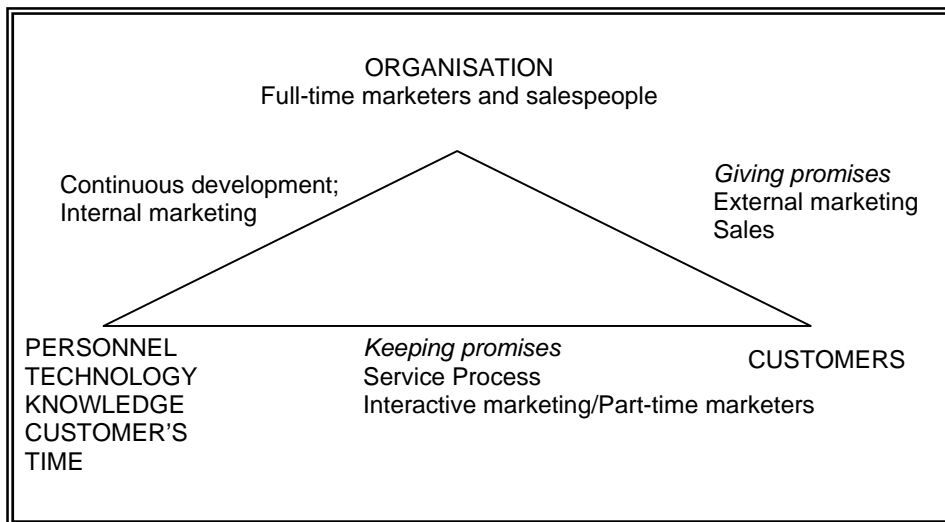 ORGANISATION
Full-time marketers and salespeople
Continuous development;
Internal marketing
Giving promises
External marketing
Sales
PERSONNEL
TECHNOLOGY
KNOWLEDGE
CUSTOMER'S
TIME
Keeping promises
Service Process
Interactive marketing/Part-time marketers
CUSTOMERS